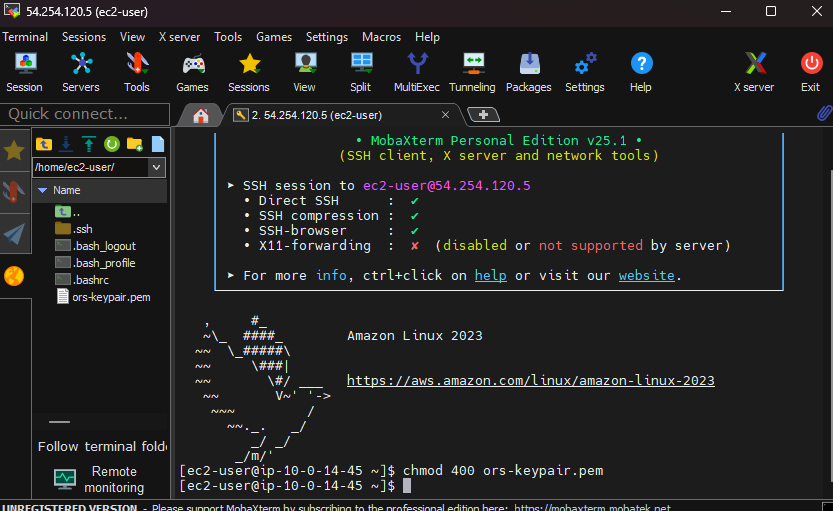 54.254.120.5 (ec2-user)
Terminal Sessions View X server Tools Games Settings Macros Help
Session Servers Tools Games Sessions View Split MultiExec Tunneling Packages Settings Help X server Exit
Quick connect...
2. 54.254.120.5 (ec2-user)
/home/ec2-user/
Name
..
.ssh
.bash_logout
.bash_profile
.bashrc
ors-keypair.pem
Follow terminal folde
Remote
monitoring
• MobaXterm Personal Edition v25.1 •
(SSH client, X server and network tools)
➤ SSH session to ec2-user@54.254.120.5
• Direct SSH : ✔
• SSH compression : ✔
• SSH-browser : ✔
• X11-forwarding : ✘ (disabled or not supported by server)
➤ For more info, ctrl+click on help or visit our website.
   ,     #_
   ~\_  ####_        Amazon Linux 2023
  ~~  \_#####\
  ~~     \###|
  ~~       \#/ ___   https://aws.amazon.com/linux/amazon-linux-2023
   ~~       V~' '->
    ~~~         /
      ~~._.   _/
         _/ _/
       _/m/'
[ec2-user@ip-10-0-14-45 ~]$ chmod 400 ors-keypair.pem
[ec2-user@ip-10-0-14-45 ~]$
UNREGISTERED VERSION - Please support MobaXterm by subscribing to the professional edition here: https://mobaxterm.mobatek.net